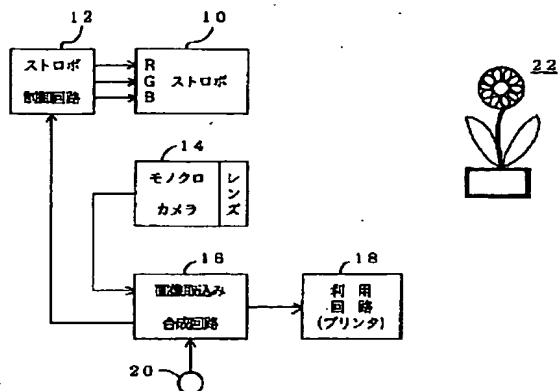 12
10
ストロボ
制御回路
R
G
B
ストロボ
22
14
モノクロ
カメラ
レンズ
16
画像取込み
合成回路
18
利用
回路
(プリンタ)
20